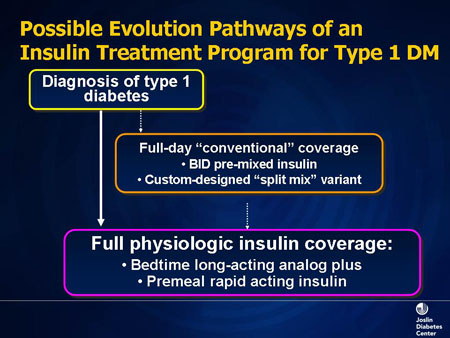 Possible Evolution Pathways of an
Insulin Treatment Program for Type 1 DM
Diagnosis of type 1
diabetes
Full-day “conventional” coverage
• BID pre-mixed insulin
• Custom-designed “split mix” variant
Full physiologic insulin coverage:
• Bedtime long-acting analog plus
• Premeal rapid acting insulin
Joslin
Diabetes
Center